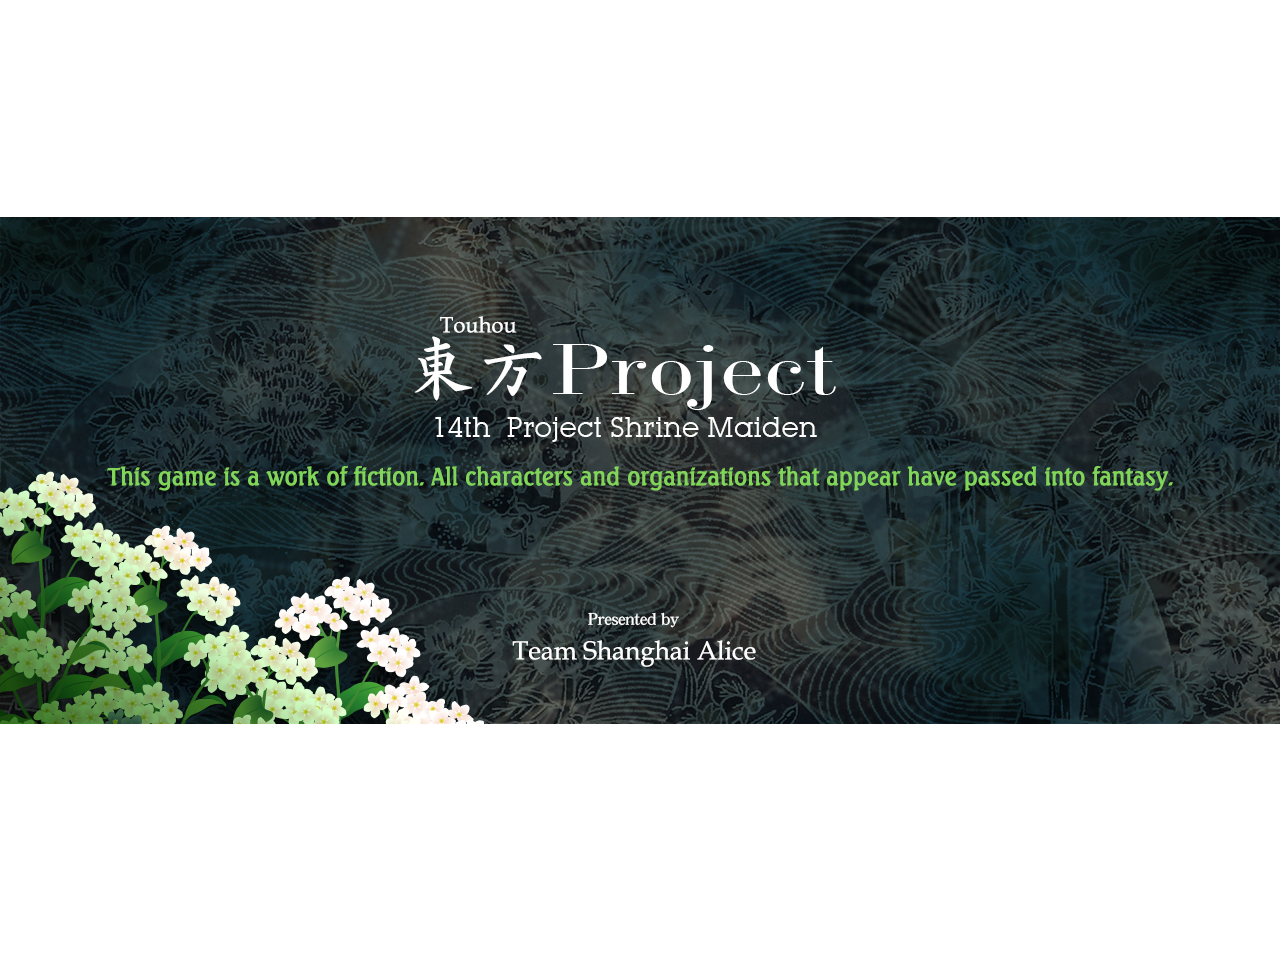 Touhou
東方Project
14th Project Shrine Maiden
This game is a work of fiction. All characters and organizations that appear have passed into fantasy.
Presented by
Team Shanghai Alice